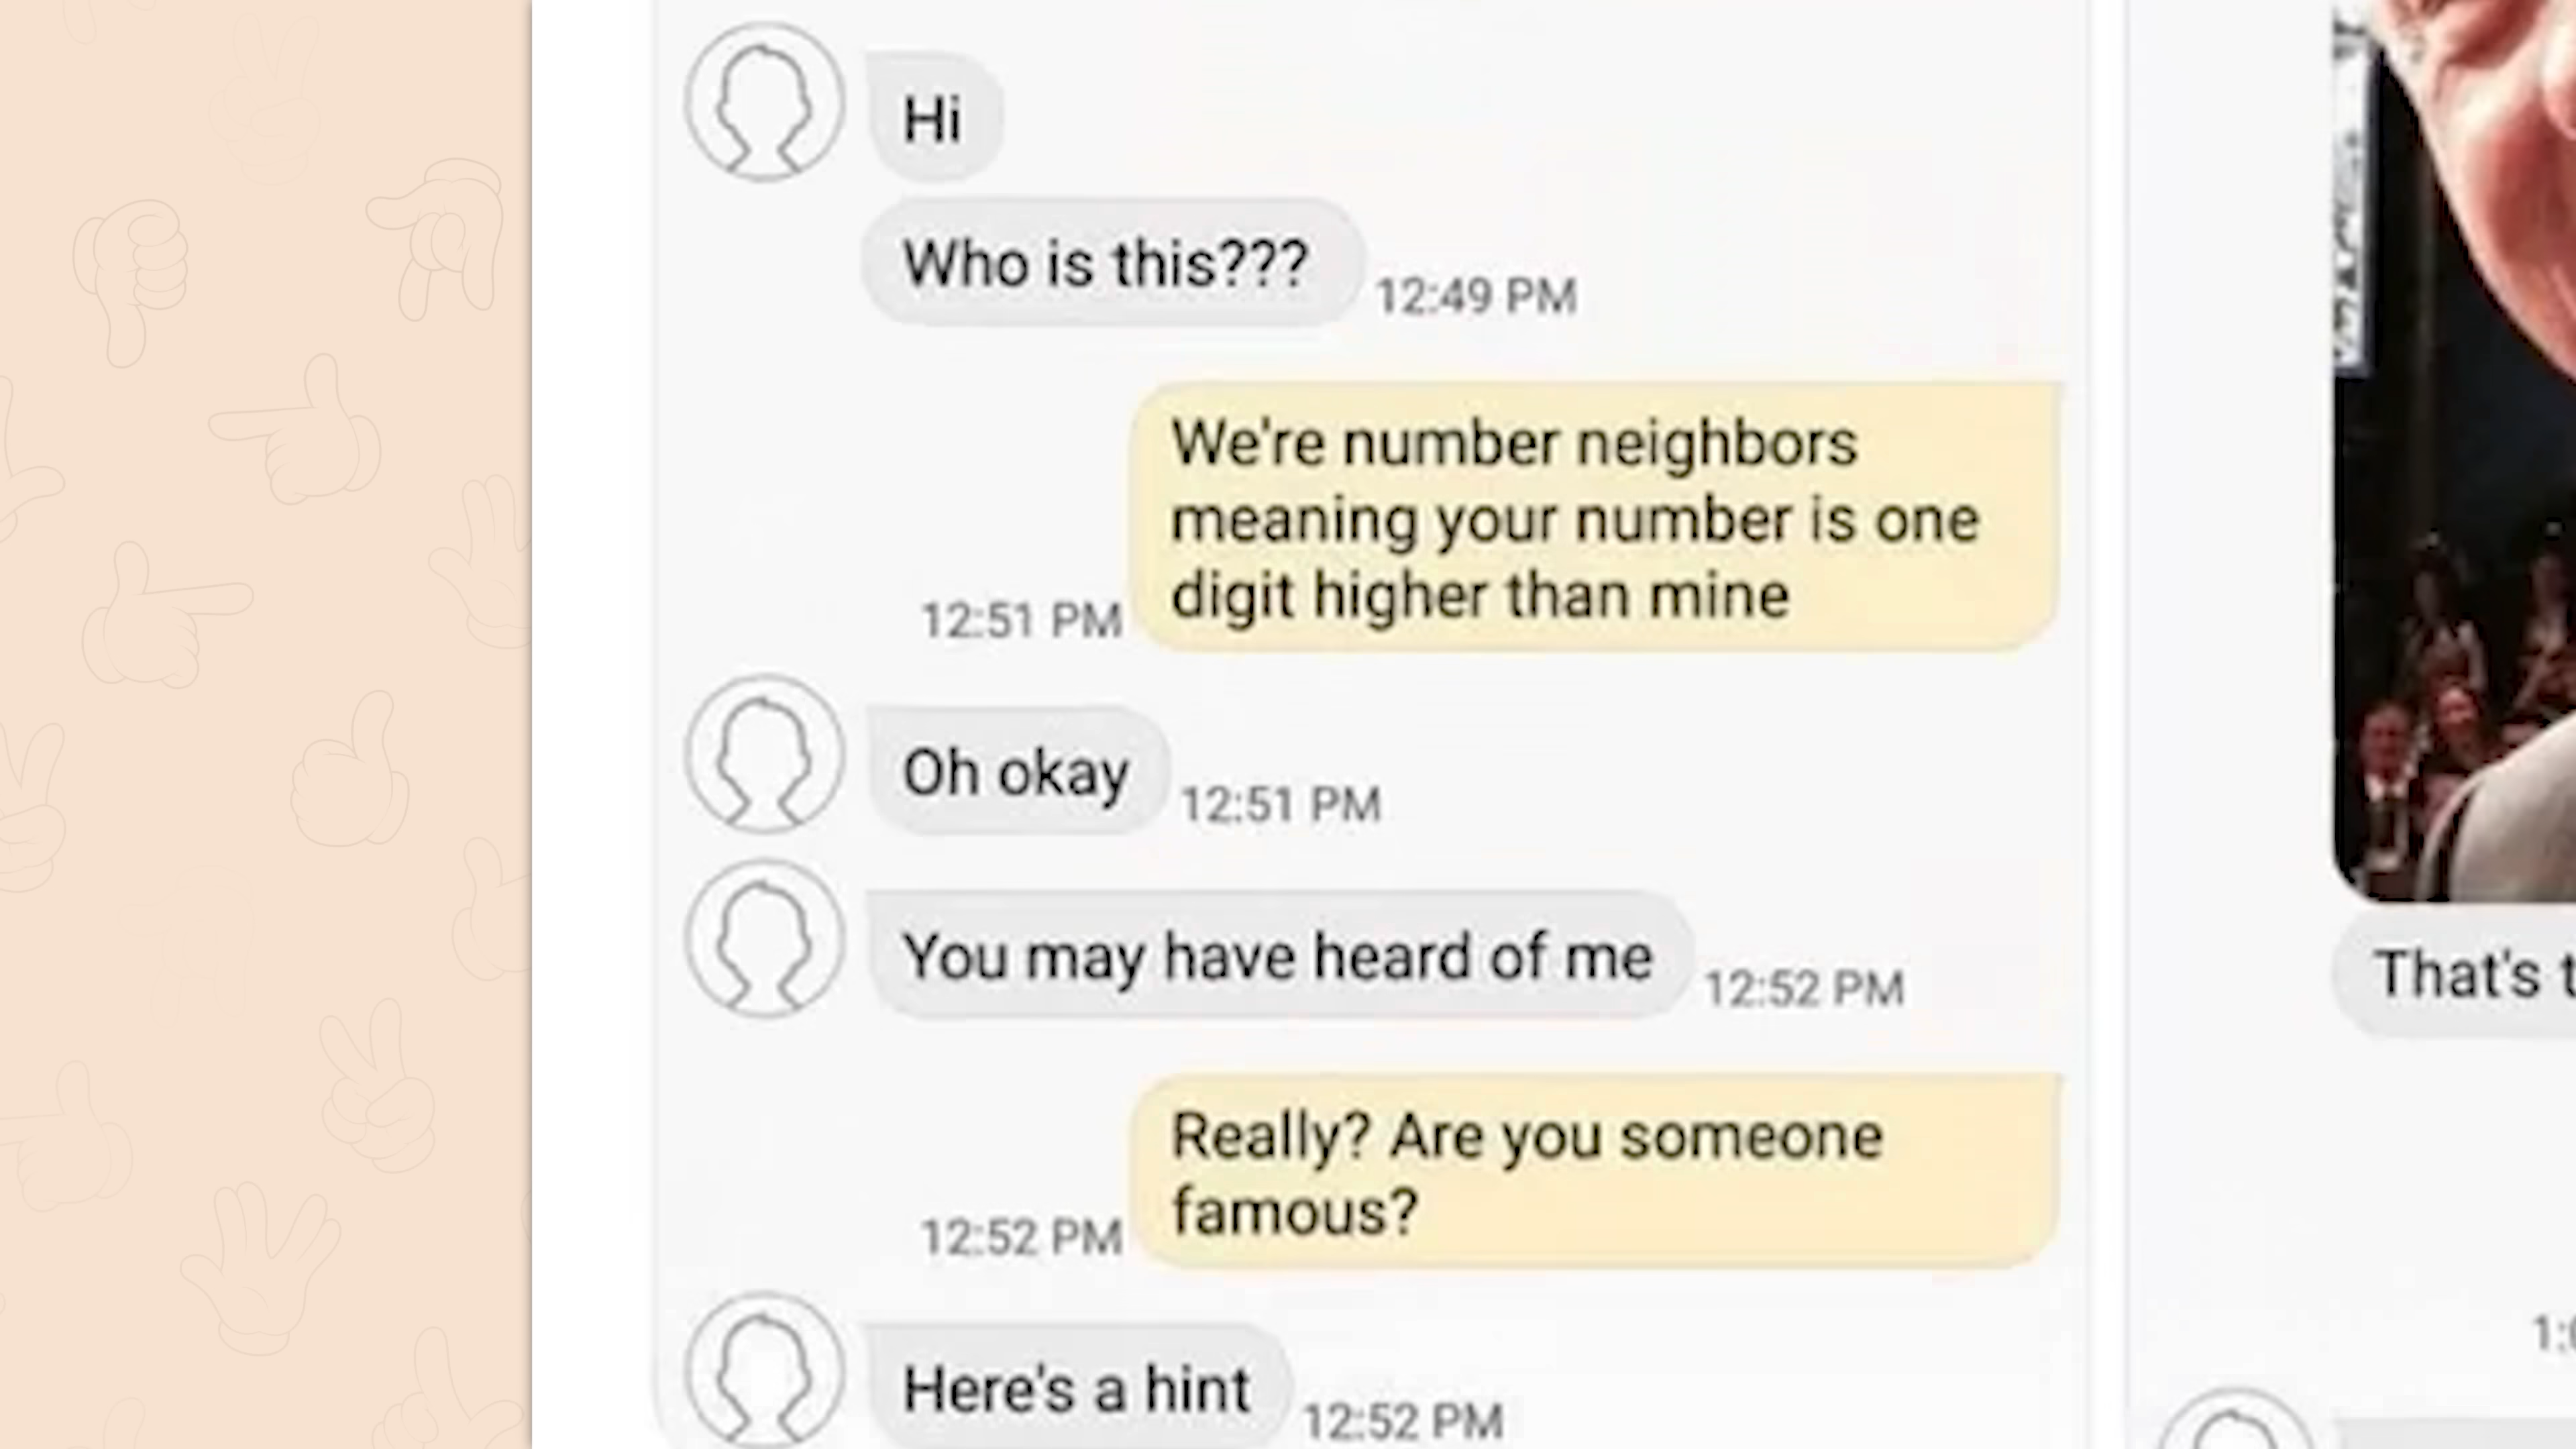 Hi
Who is this???
12:49 PM
We're number neighbors
meaning your number is one
digit higher than mine
12:51 PM
Oh okay
12:51 PM
You may have heard of me
12:52 PM
Really? Are you someone
famous?
12:52 PM
Here's a hint
12:52 PM
That's